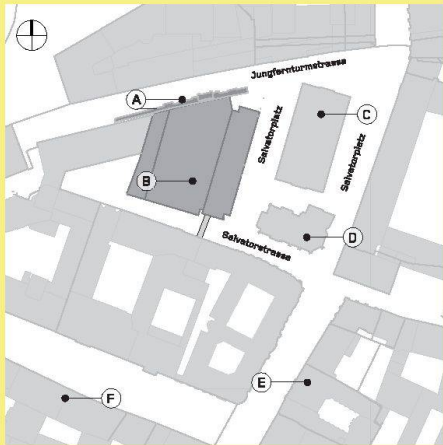 Jungfernturmstrasse
A
C
Salvatorplatz
Salvatorplatz
B
D
Salvatorstrasse
E
F